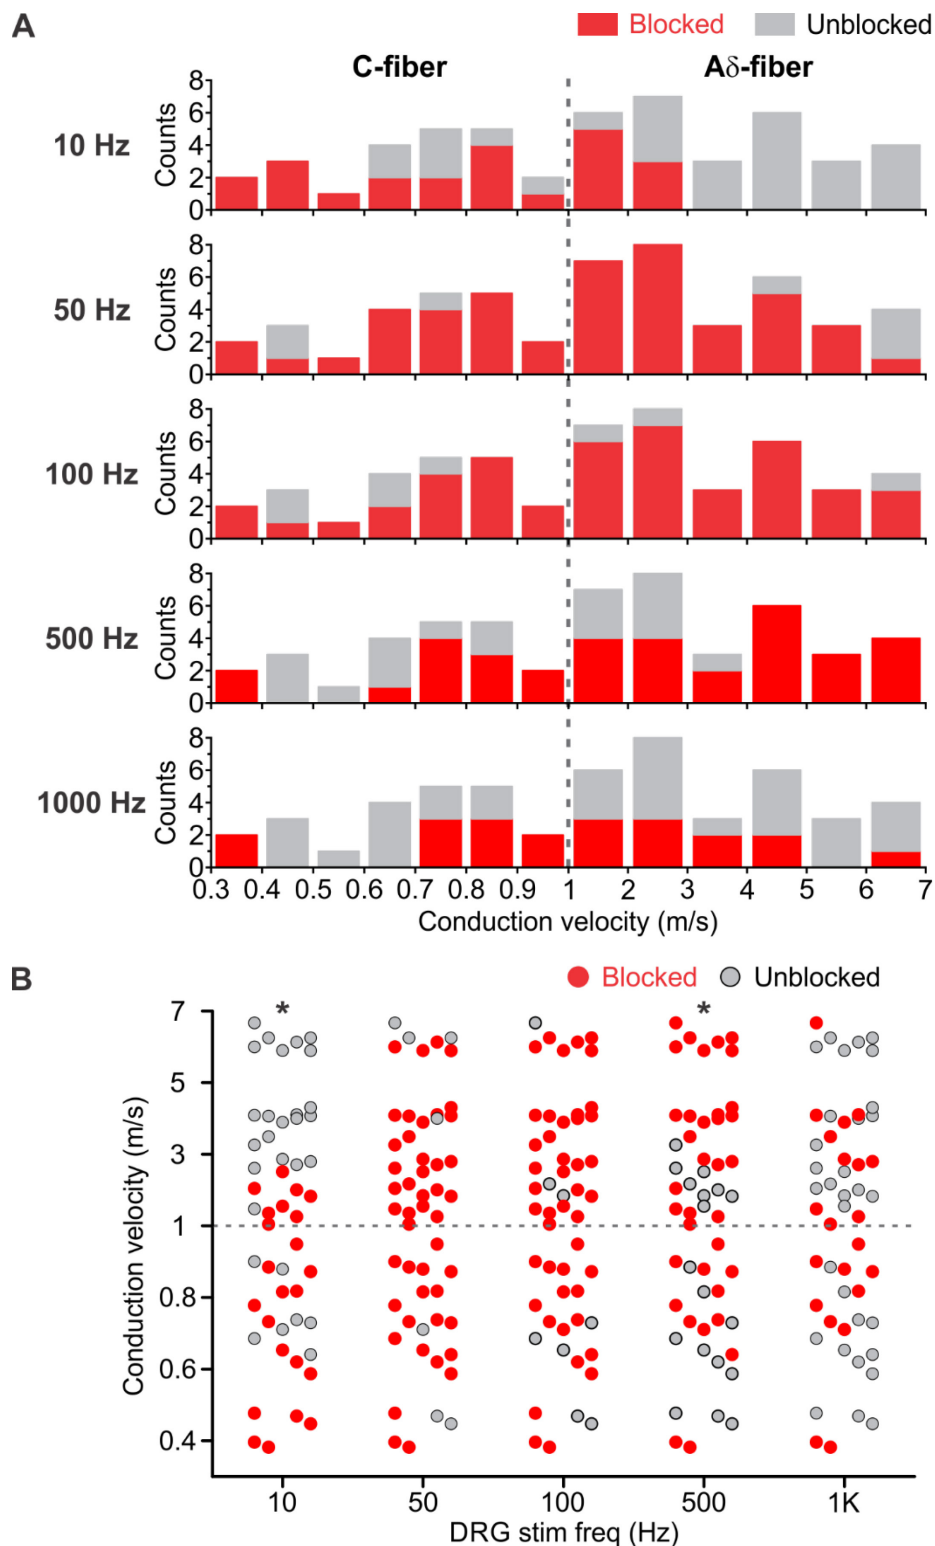 A
Blocked Unblocked
C-fiber Aδ-fiber
10 Hz
Counts
8
6
4
2
0
50 Hz
Counts
8
6
4
2
0
100 Hz
Counts
8
6
4
2
0
500 Hz
Counts
8
6
4
2
0
1000 Hz
Counts
8
6
4
2
0
0.3 0.4 0.5 0.6 0.7 0.8 0.9 1 2 3 4 5 6 7
Conduction velocity (m/s)
B
Blocked Unblocked
* *
Conduction velocity (m/s)
7
5
3
1
0.8
0.6
0.4
10 50 100 500 1K
DRG stim freq (Hz)